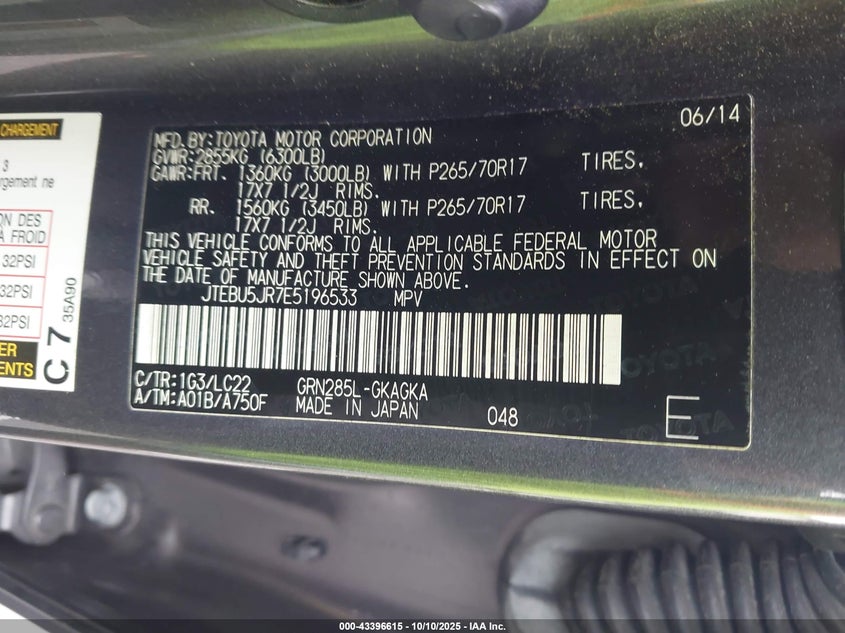 CHARGEMENT
3
rgement ne
ON DES
À FROID
32PSI
32PSI
32PSI
ER
ENTS
C 7
35A90
06/14
MFD. BY:TOYOTA MOTOR CORPORATION
GVWR:2855KG (6300LB)
GAWR:FRT. 1360KG (3000LB) WITH P265/70R17 TIRES.
17X7 1/2J RIMS.
RR. 1560KG (3450LB) WITH P265/70R17 TIRES,
17X7 1/2J RIMS.
THIS VEHICLE CONFORMS TO ALL APPLICABLE FEDERAL MOTOR
VEHICLE SAFETY AND THEFT PREVENTION STANDARDS IN EFFECT ON
THE DATE OF MANUFACTURE SHOWN ABOVE.
JTEBU5JR7E5196533 MPV
C/TR:1G3/LC22 GRN285L-GKAGKA
A/TM:A01B/A750F MADE IN JAPAN 048
E
000-43396615 - 10/10/2025 - IAA Inc.